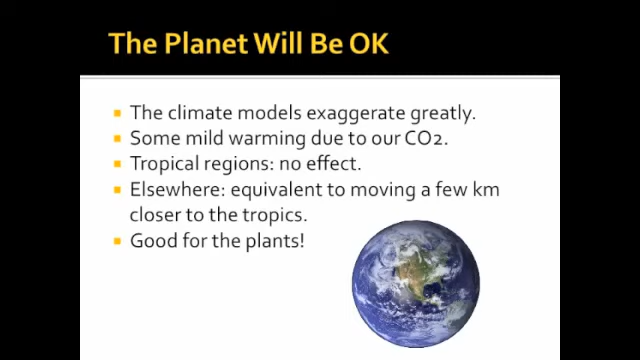 The Planet Will Be OK
The climate models exaggerate greatly.
Some mild warming due to our CO2.
Tropical regions: no effect.
Elsewhere: equivalent to moving a few km
closer to the tropics.
Good for the plants!